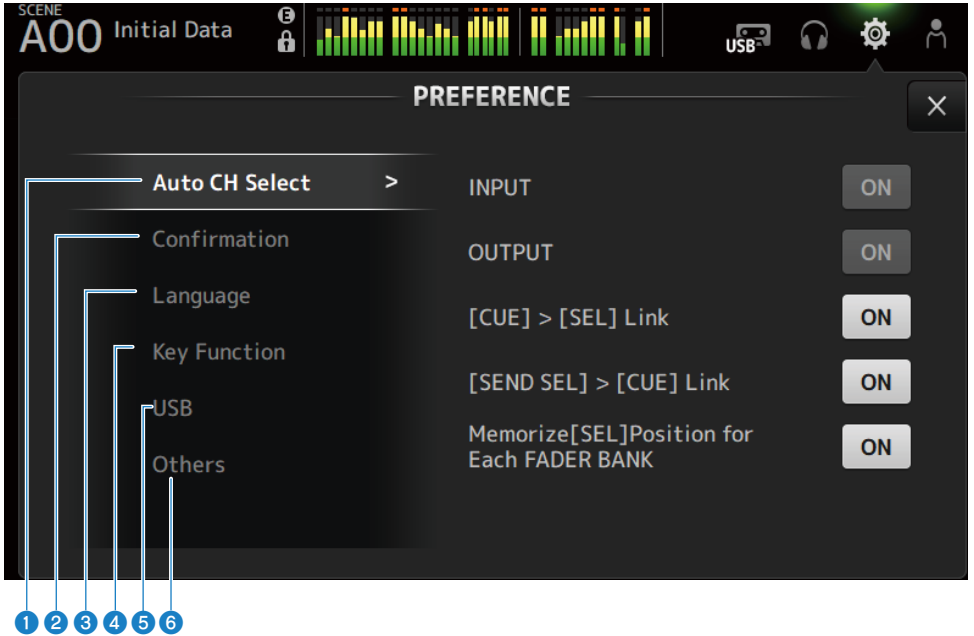 SCENE
A00 Initial Data
E
USB
PREFERENCE
Auto CH Select >
INPUT ON
Confirmation
OUTPUT ON
Language
[CUE] > [SEL] Link ON
Key Function
[SEND SEL] > [CUE] Link ON
USB
Memorize[SEL]Position for
Each FADER BANK ON
Others
1 2 3 4 5 6